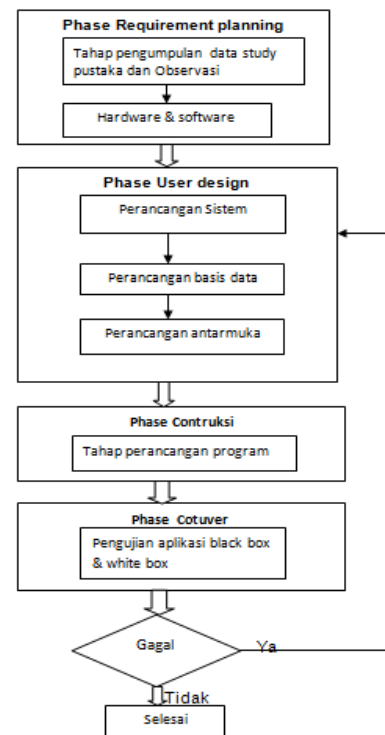 Phase Requirement planning
Tahap pengumpulan data study
pustaka dan Observasi
Hardware & software
Phase User design
Perancangan Sistem
Perancangan basis data
Perancangan antarmuka
Phase Contruksi
Tahap perancangan program
Phase Cotuver
Pengujian aplikasi black box
& white box
Gagal
Ya
Tidak
Selesai